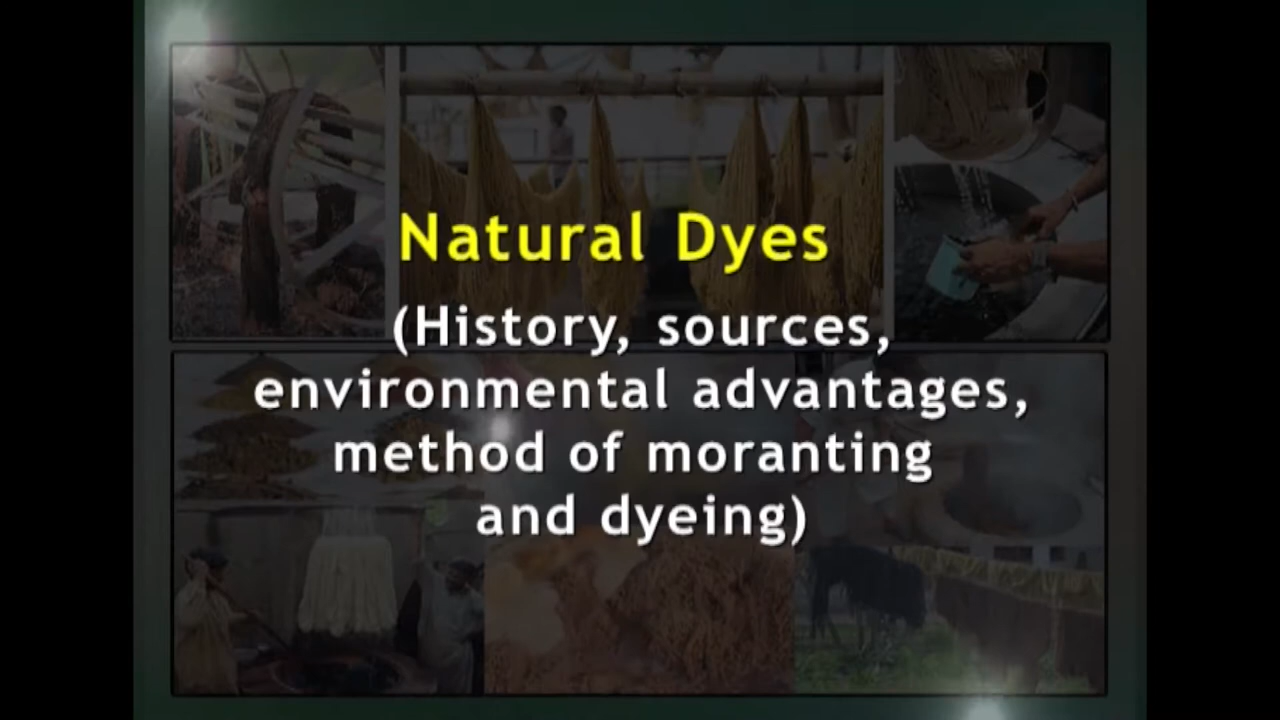 Natural Dyes
(History, sources,
environmental advantages,
method of moranting
and dyeing)